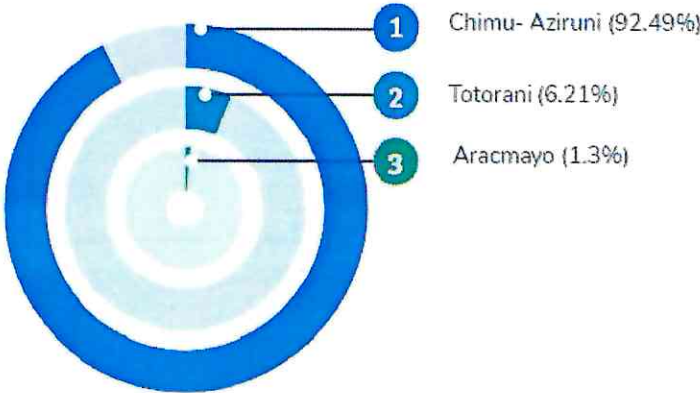 1 Chimu- Aziruni (92.49%)
2 Totorani (6.21%)
3 Aracmayo (1.3%)